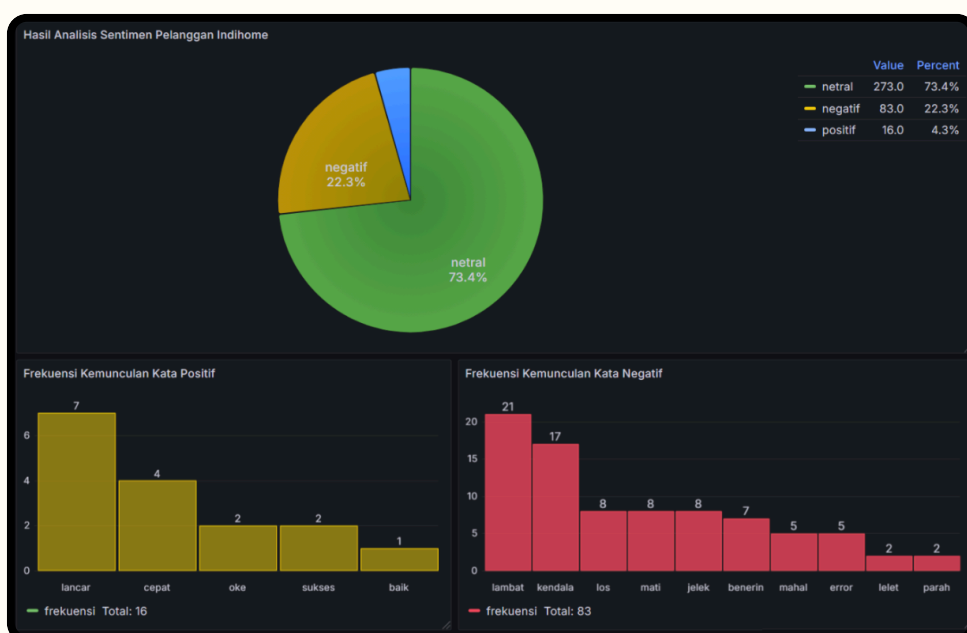 Hasil Analisis Sentimen Pelanggan Indihome
Value Percent
netral 273.0 73.4%
negatif 83.0 22.3%
positif 16.0 4.3%
negatif
22.3%
netral
73.4%
Frekuensi Kemunculan Kata Positif
7
6
4
4
2
2
2
1
0
lancar cepat oke sukses baik
frekuensi Total: 16
Frekuensi Kemunculan Kata Negatif
21
20
17
15
10
8 8 8 7
5
5 5
2 2
0
lambat kendala los mati jelek benerin mahal error lelet parah
frekuensi Total: 83